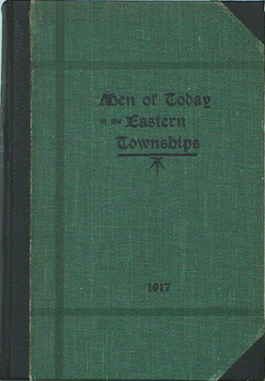 Men of Today
in the Eastern
Townships
1917